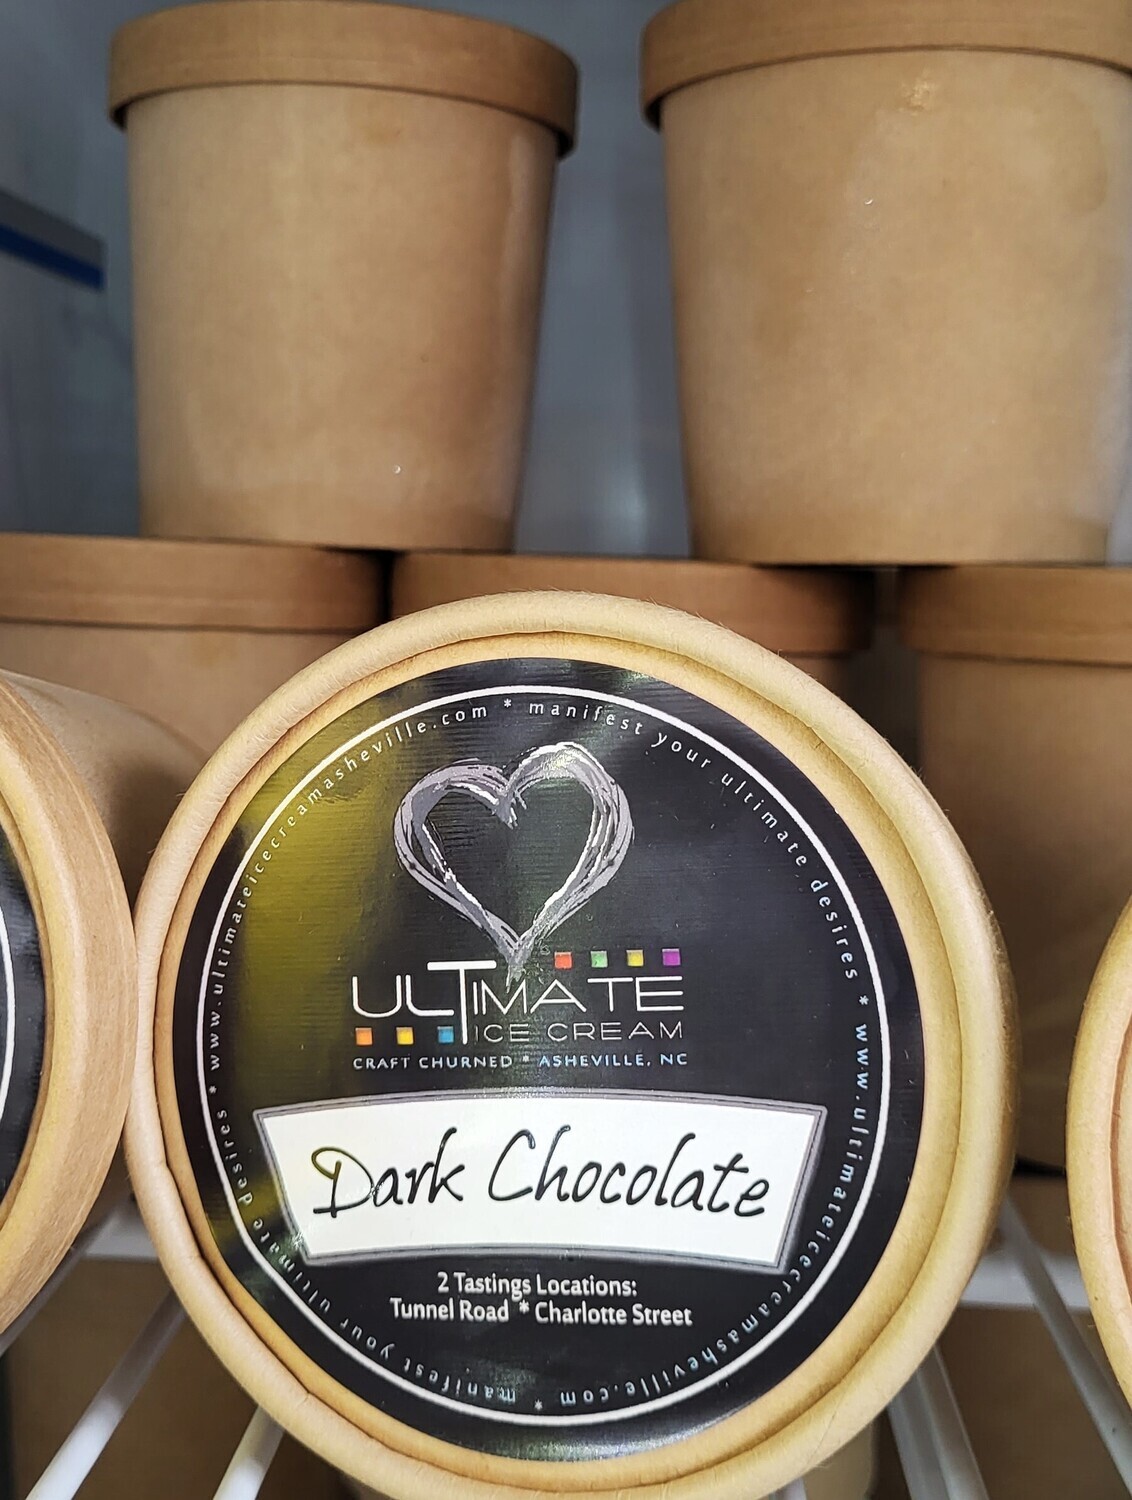 www.ultimateicecreamasheville.com * manifest your ultimate desires * www.ultimateicecreamasheville.com * manifest your ultimate desires *
ULTIMATE
ICE CREAM
CRAFT CHURNED * ASHEVILLE, NC
Dark Chocolate
2 Tastings Locations:
Tunnel Road * Charlotte Street